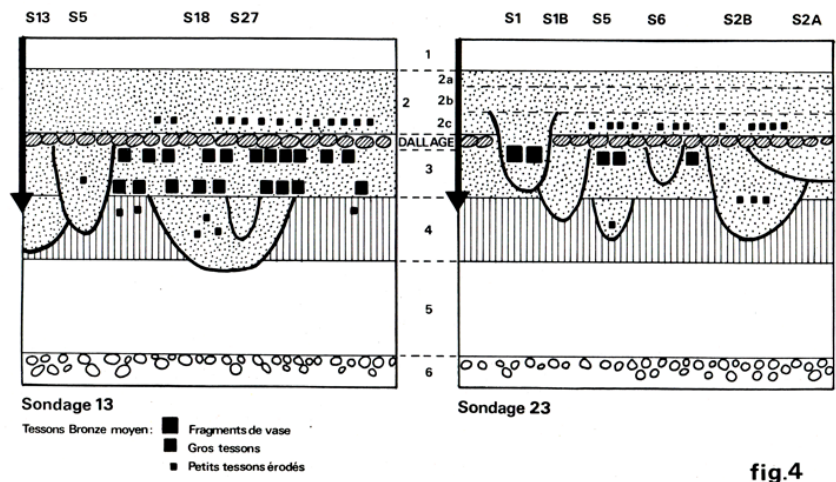 S13 S5 S18 S27 S1 S1B S5 S6 S2B S2A
1
2a
2
2b
2c
DALLAGE
3
4
5
6
Sondage 13
Sondage 23
Tessons Bronze moyen: Fragments de vase
Gros tessons
Petits tessons érodés
fig.4